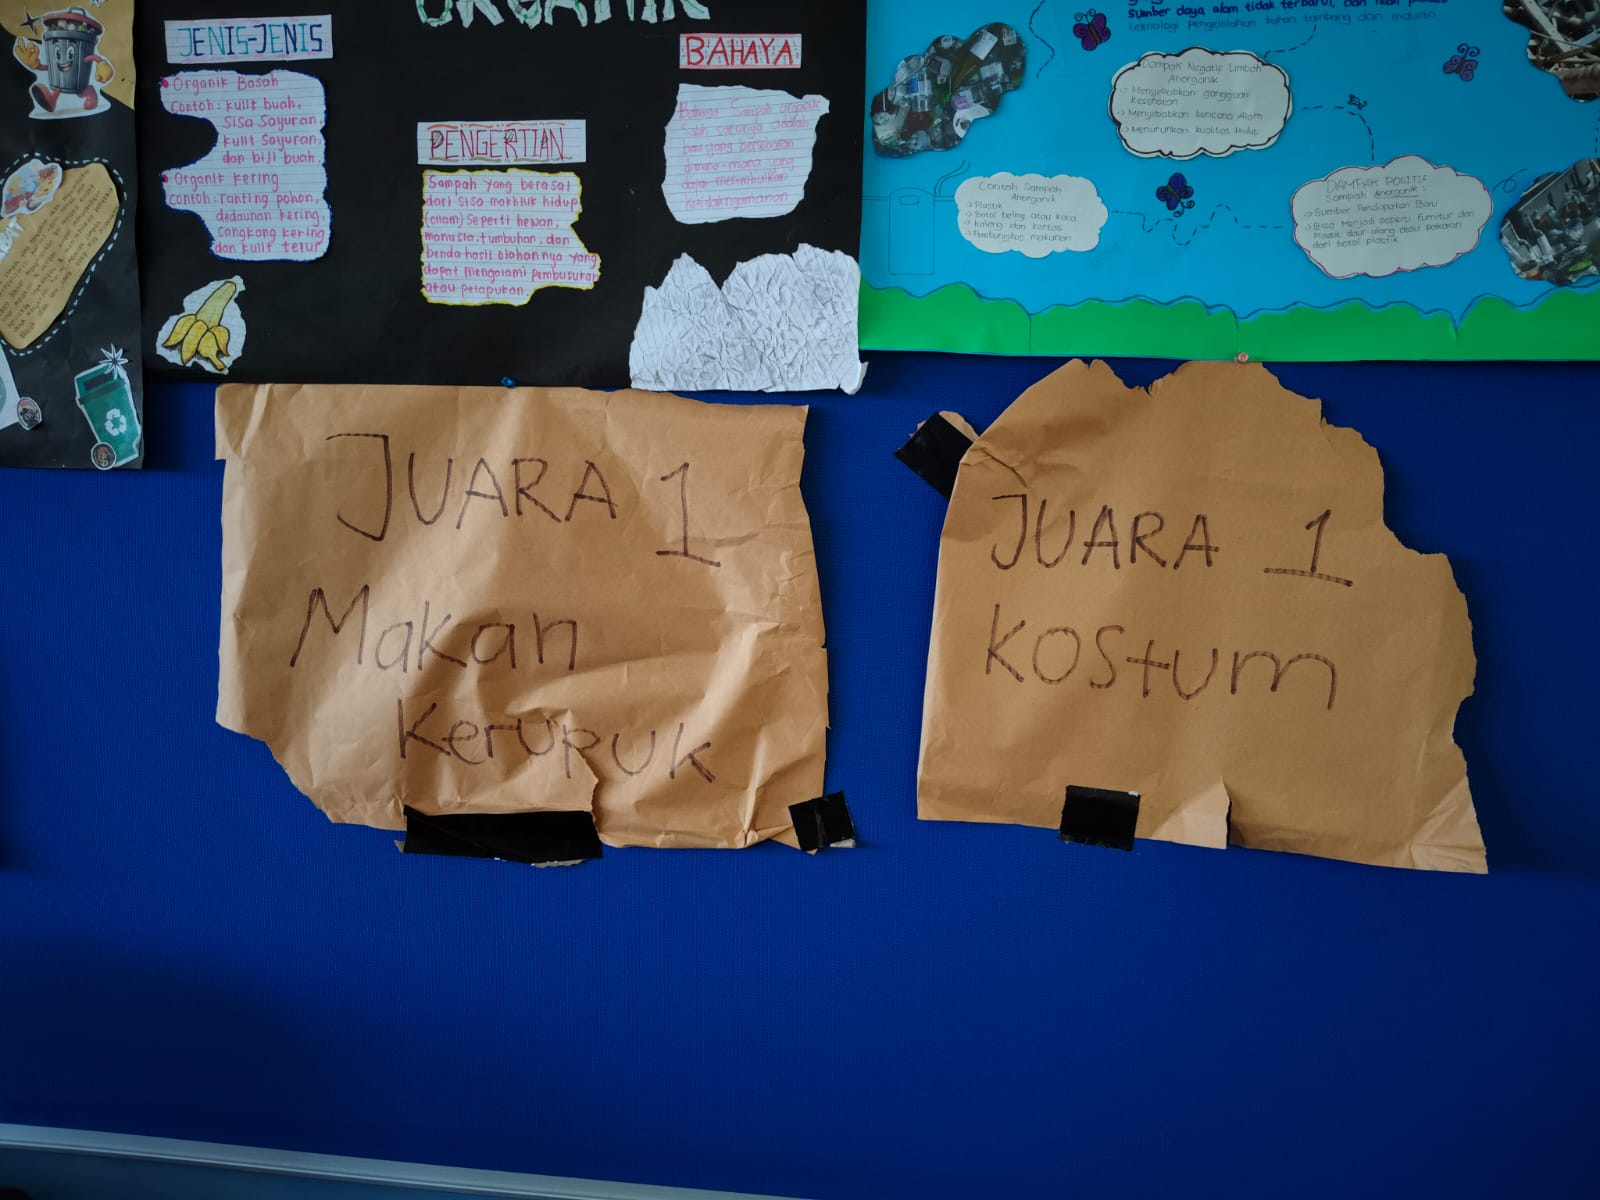 ORGANIK
JENIS-JENIS
Organik Basah
Contoh: kulit buah,
sisa sayuran,
kulit sayuran,
dan biji buah.
Organik kering
Contoh: ranting pohon,
dedaunan kering,
cangkang kering
dan kulit telur
PENGERTIAN
Sampah yang berasal
dari sisa makhluk hidup
(alam) seperti hewan,
manusia, tumbuhan, dan
benda hasil olahannya yang
dapat mengalami pembusukan
atau pelapukan.
BAHAYA
Bahaya Sampah organik
Salah satunya adalah
bau yang
dimana-mana yang
dapat menimbulkan
ketidaknyamanan
Sumber daya alam tidak terbarui, dan hasil proses
teknologi pengelolahan bahan tambang dan industri
Dampak Negatif Limbah
Anorganik
-> Menyebabkan gangguan
kesehatan
-> Menyebabkan Bencana Alam
-> Menurunkan kualitas Hidup
Contoh Sampah
Anorganik
-> Plastik
-> Botol beling atau kaca
-> kaleng dan kertas
-> Pembungkus makanan
DAMPAK POSITIF
Sampah Anorganik :
-> Sumber Pendapatan Baru
-> Bisa Menjadi seperti furnitur dari
Plastik daur ulang atau pakaian
dari botol plastik
JUARA 1
Makan
Kerupuk
JUARA 1
KOStum